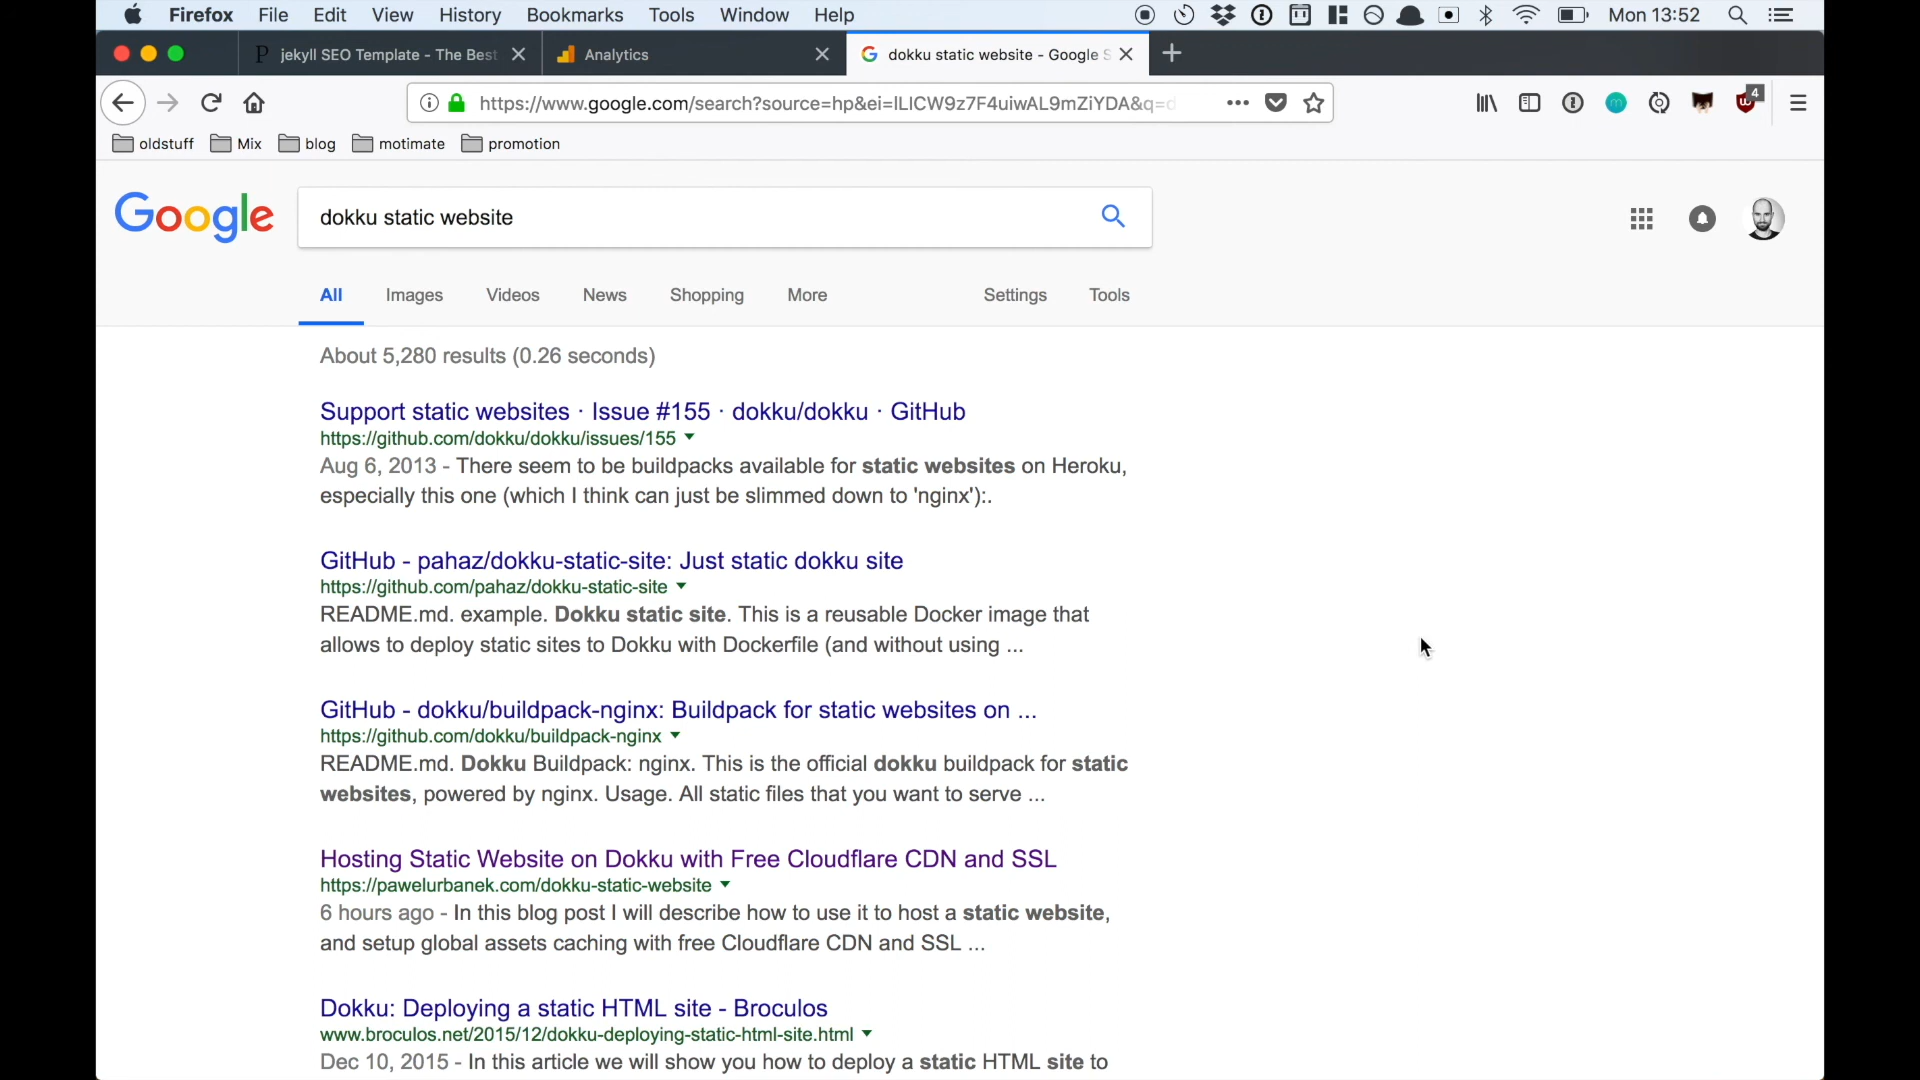 Firefox File Edit View History Bookmarks Tools Window Help Mon 13:52
jekyll SEO Template - The Best Analytics dokku static website - Google S
https://www.google.com/search?source=hp&ei=ILICW9z7F4uiwAL9mZiYDA&q=d 4
oldstuff Mix blog motimate promotion
Google dokku static website
All Images Videos News Shopping More Settings Tools
About 5,280 results (0.26 seconds)
Support static websites · Issue #155 · dokku/dokku · GitHub
https://github.com/dokku/dokku/issues/155
Aug 6, 2013 - There seem to be buildpacks available for static websites on Heroku,
especially this one (which I think can just be slimmed down to 'nginx'):.
GitHub - pahaz/dokku-static-site: Just static dokku site
https://github.com/pahaz/dokku-static-site
README.md. example. Dokku static site. This is a reusable Docker image that
allows to deploy static sites to Dokku with Dockerfile (and without using ...
GitHub - dokku/buildpack-nginx: Buildpack for static websites on ...
https://github.com/dokku/buildpack-nginx
README.md. Dokku Buildpack: nginx. This is the official dokku buildpack for static
websites, powered by nginx. Usage. All static files that you want to serve ...
Hosting Static Website on Dokku with Free Cloudflare CDN and SSL
https://pawelurbanek.com/dokku-static-website
6 hours ago - In this blog post I will describe how to use it to host a static website,
and setup global assets caching with free Cloudflare CDN and SSL ...
Dokku: Deploying a static HTML site - Broculos
www.broculos.net/2015/12/dokku-deploying-static-html-site.html
Dec 10, 2015 - In this article we will show you how to deploy a static HTML site to